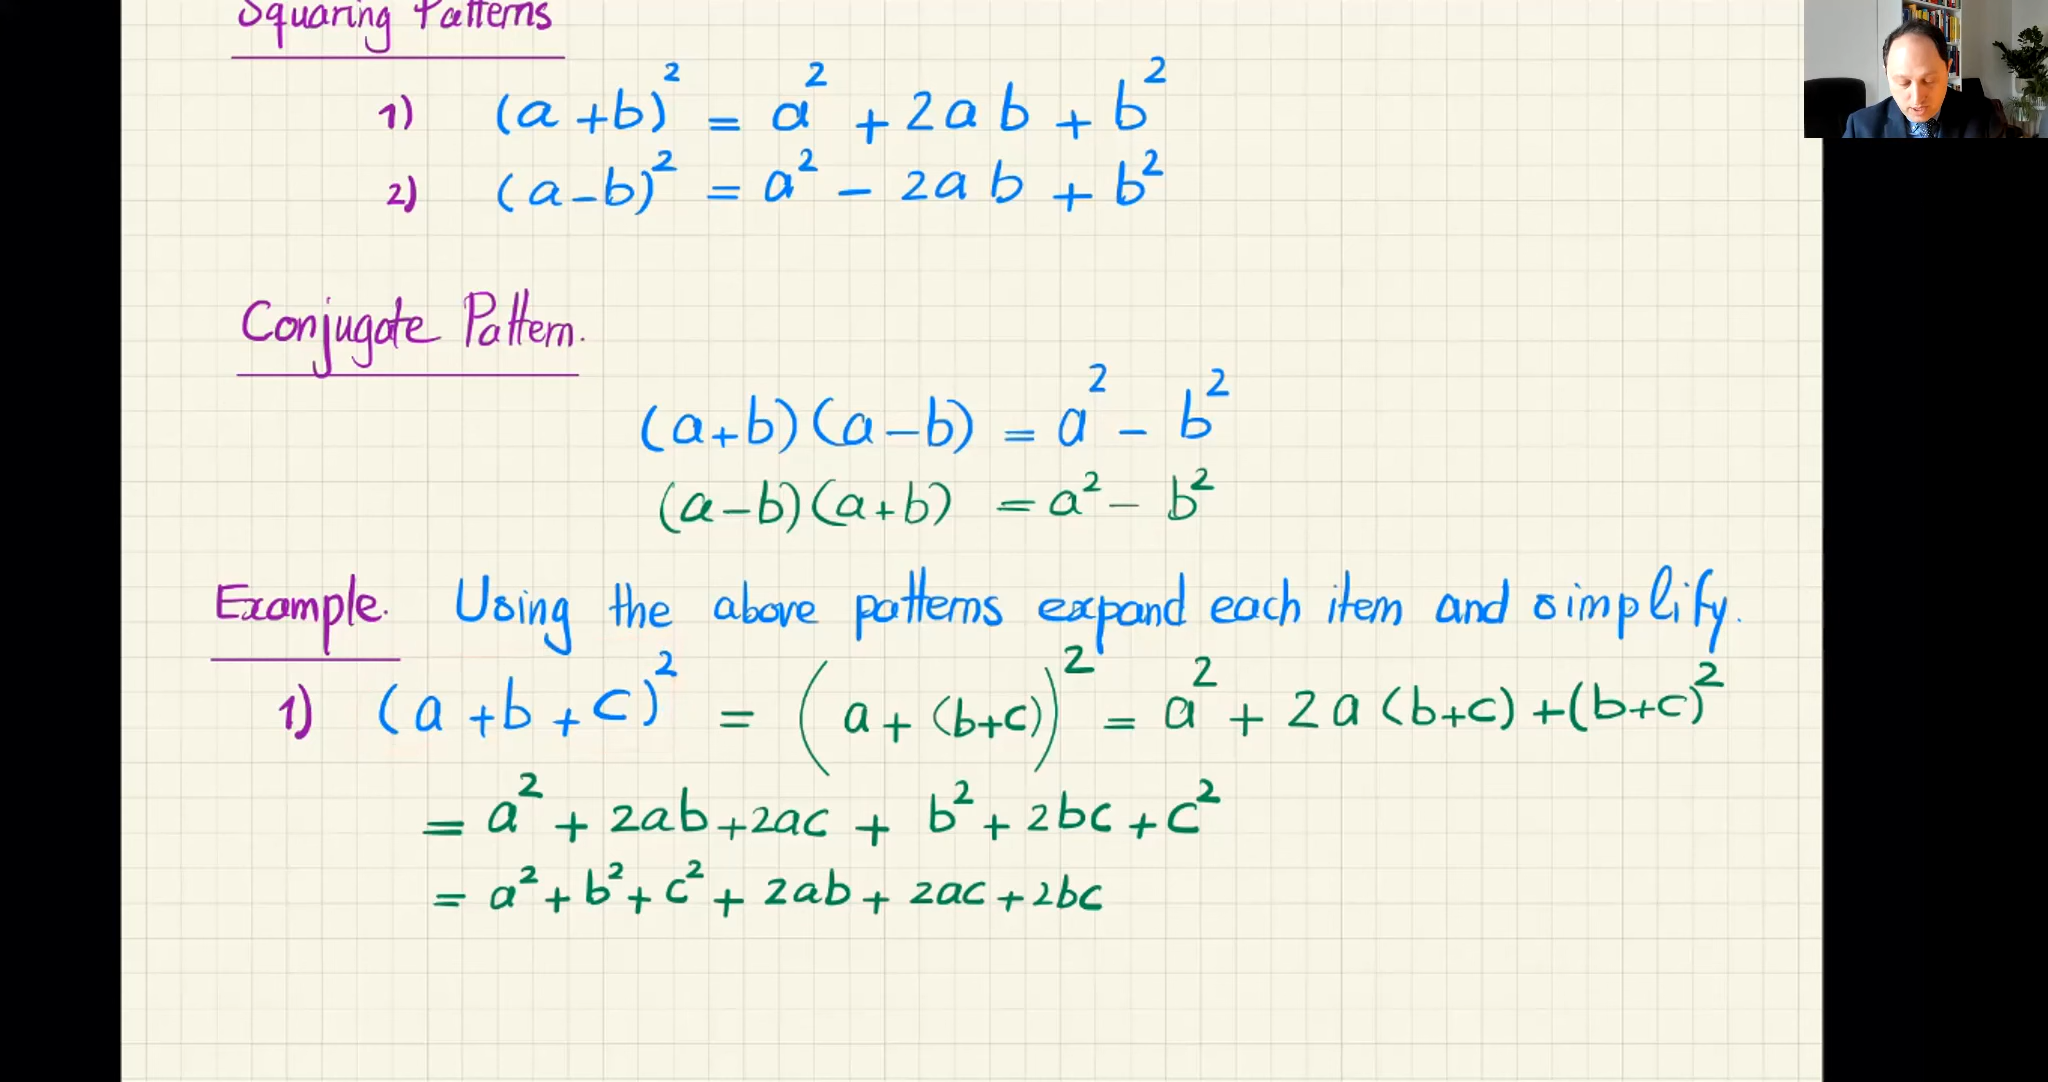 Squaring Patterns
1) (a+b)² = a² + 2ab + b²
2) (a-b)² = a² - 2ab + b²
Conjugate Pattern.
(a+b)(a-b) = a² - b²
(a-b)(a+b) = a² - b²
Example. Using the above patterns expand each item and simplify.
1) (a+b+c)² = (a+(b+c))² = a² + 2a(b+c) + (b+c)²
= a² + 2ab + 2ac + b² + 2bc + c²
= a² + b² + c² + 2ab + 2ac + 2bc